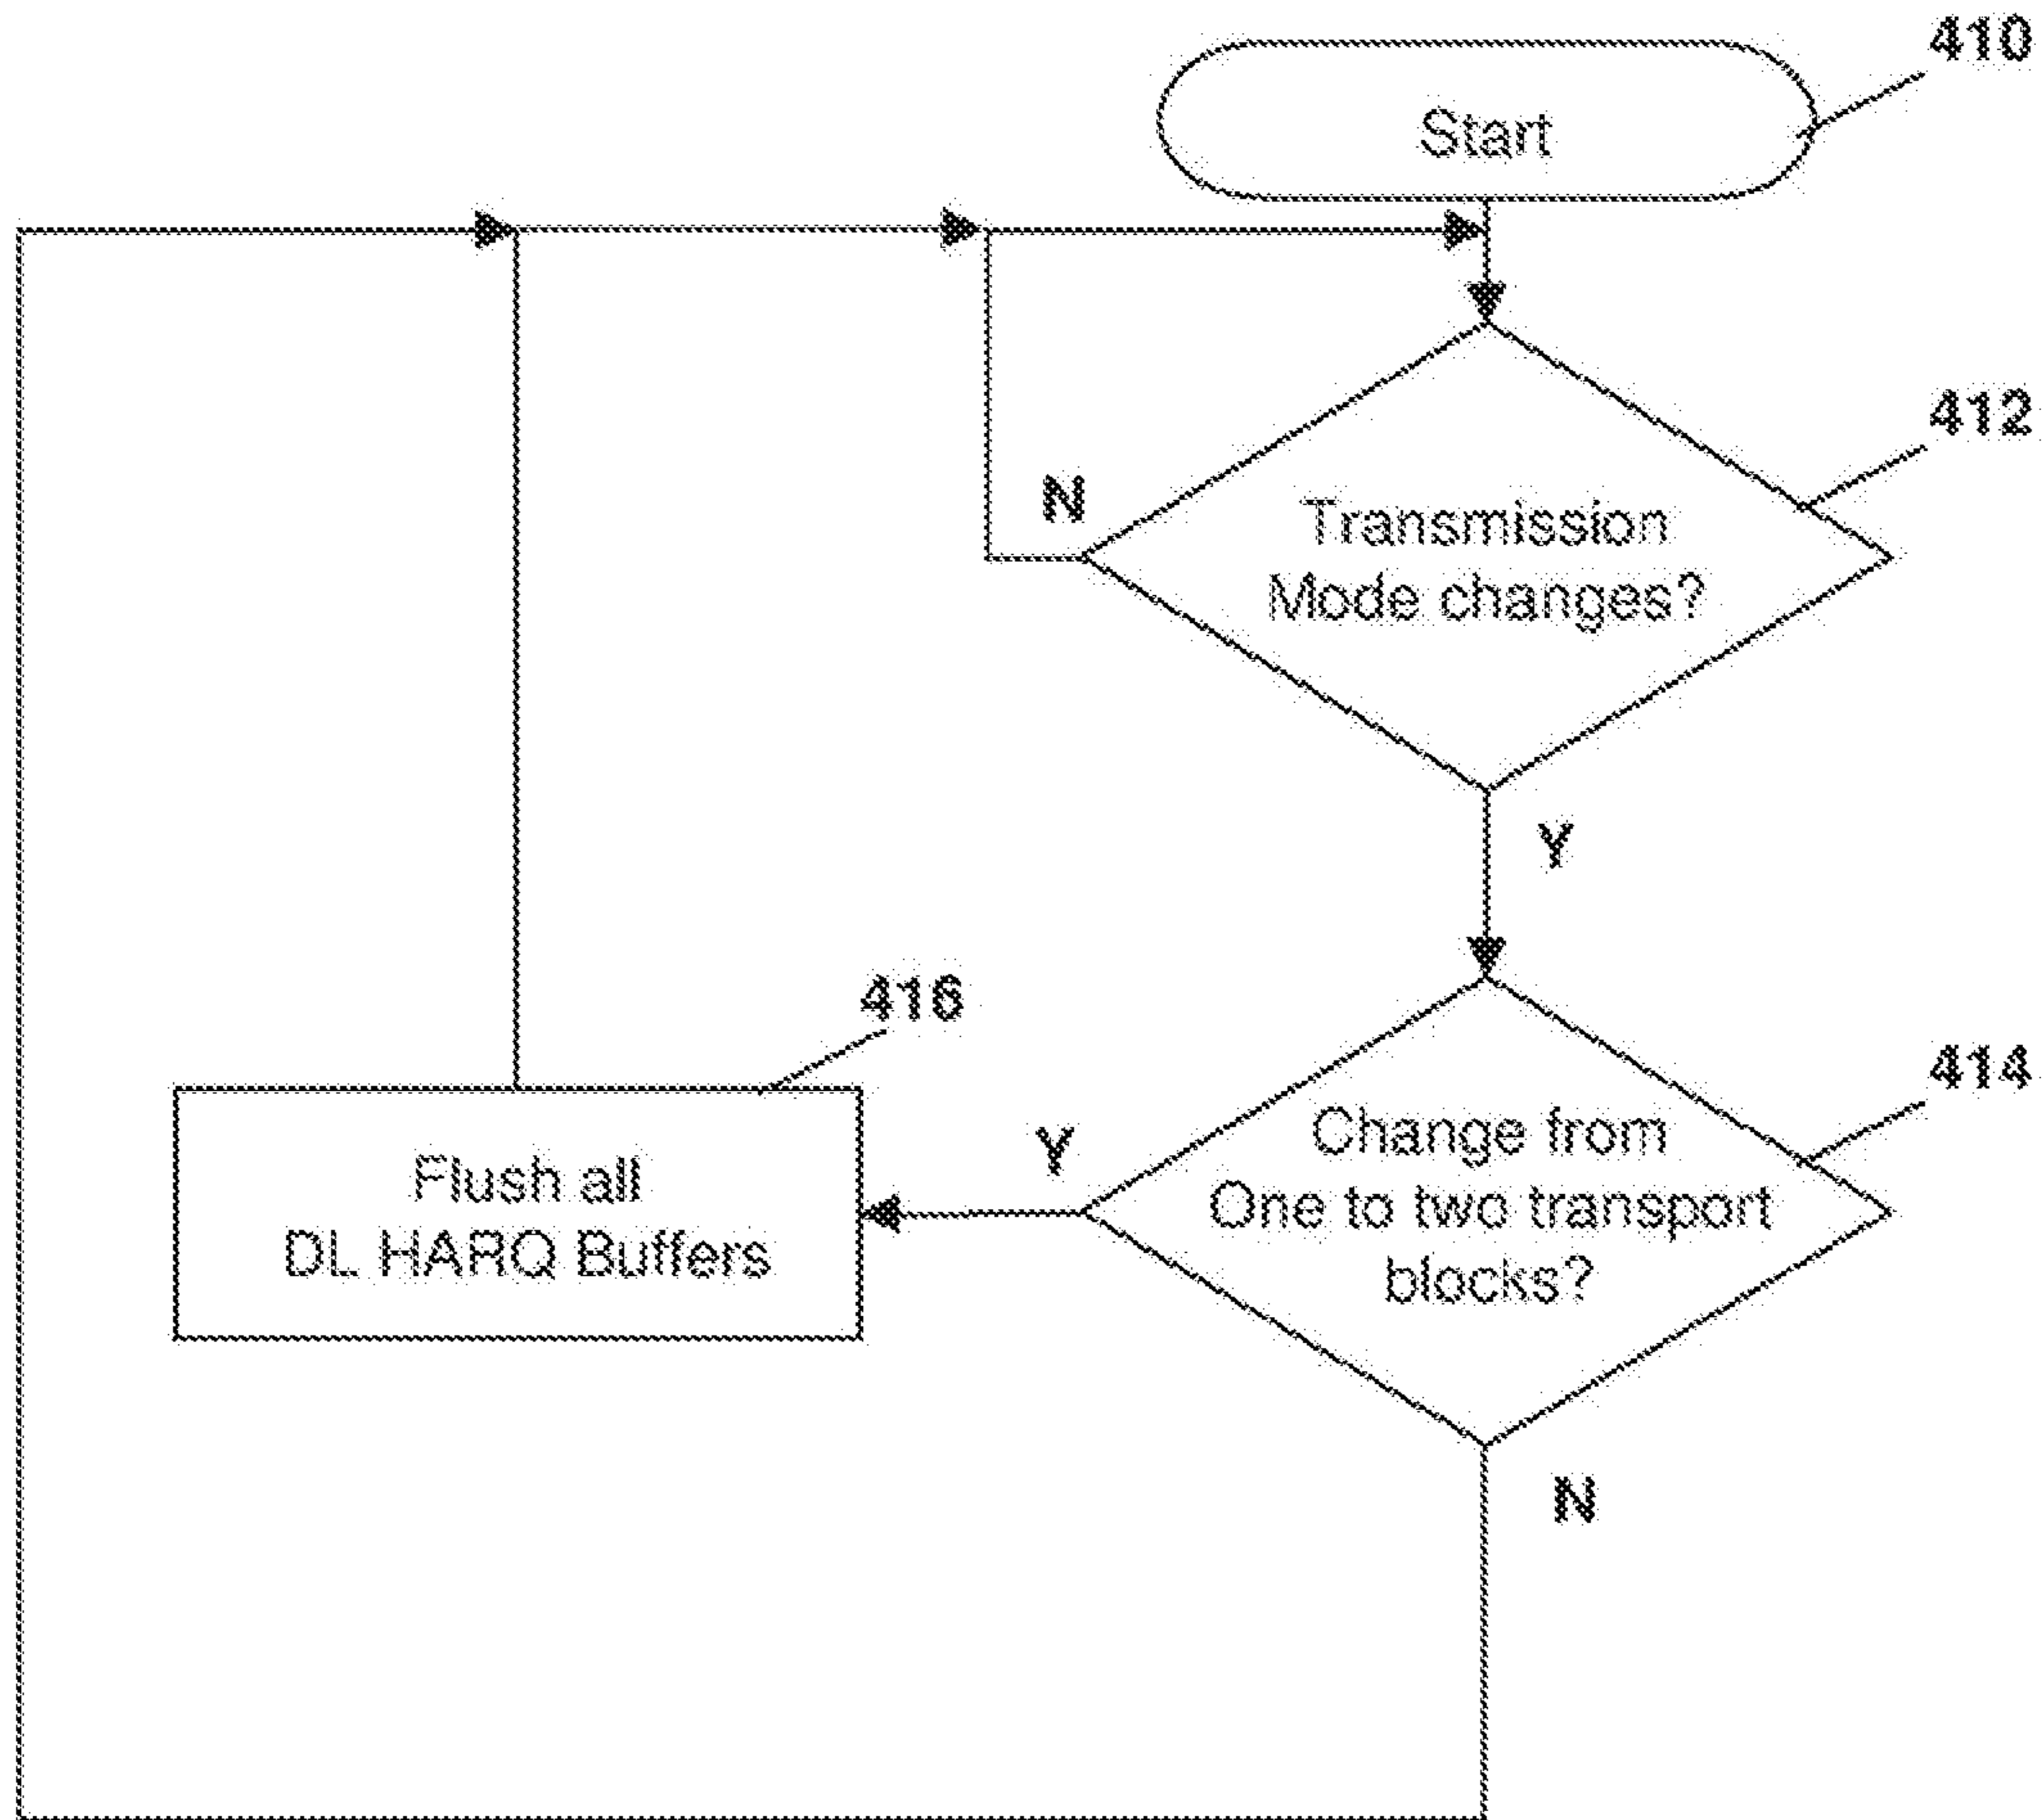 410
Start
412
N
Transmission
Mode changes?
Y
416
414
Flush all
DL HARQ Buffers
Y
Change from
One to two transport
blocks?
N